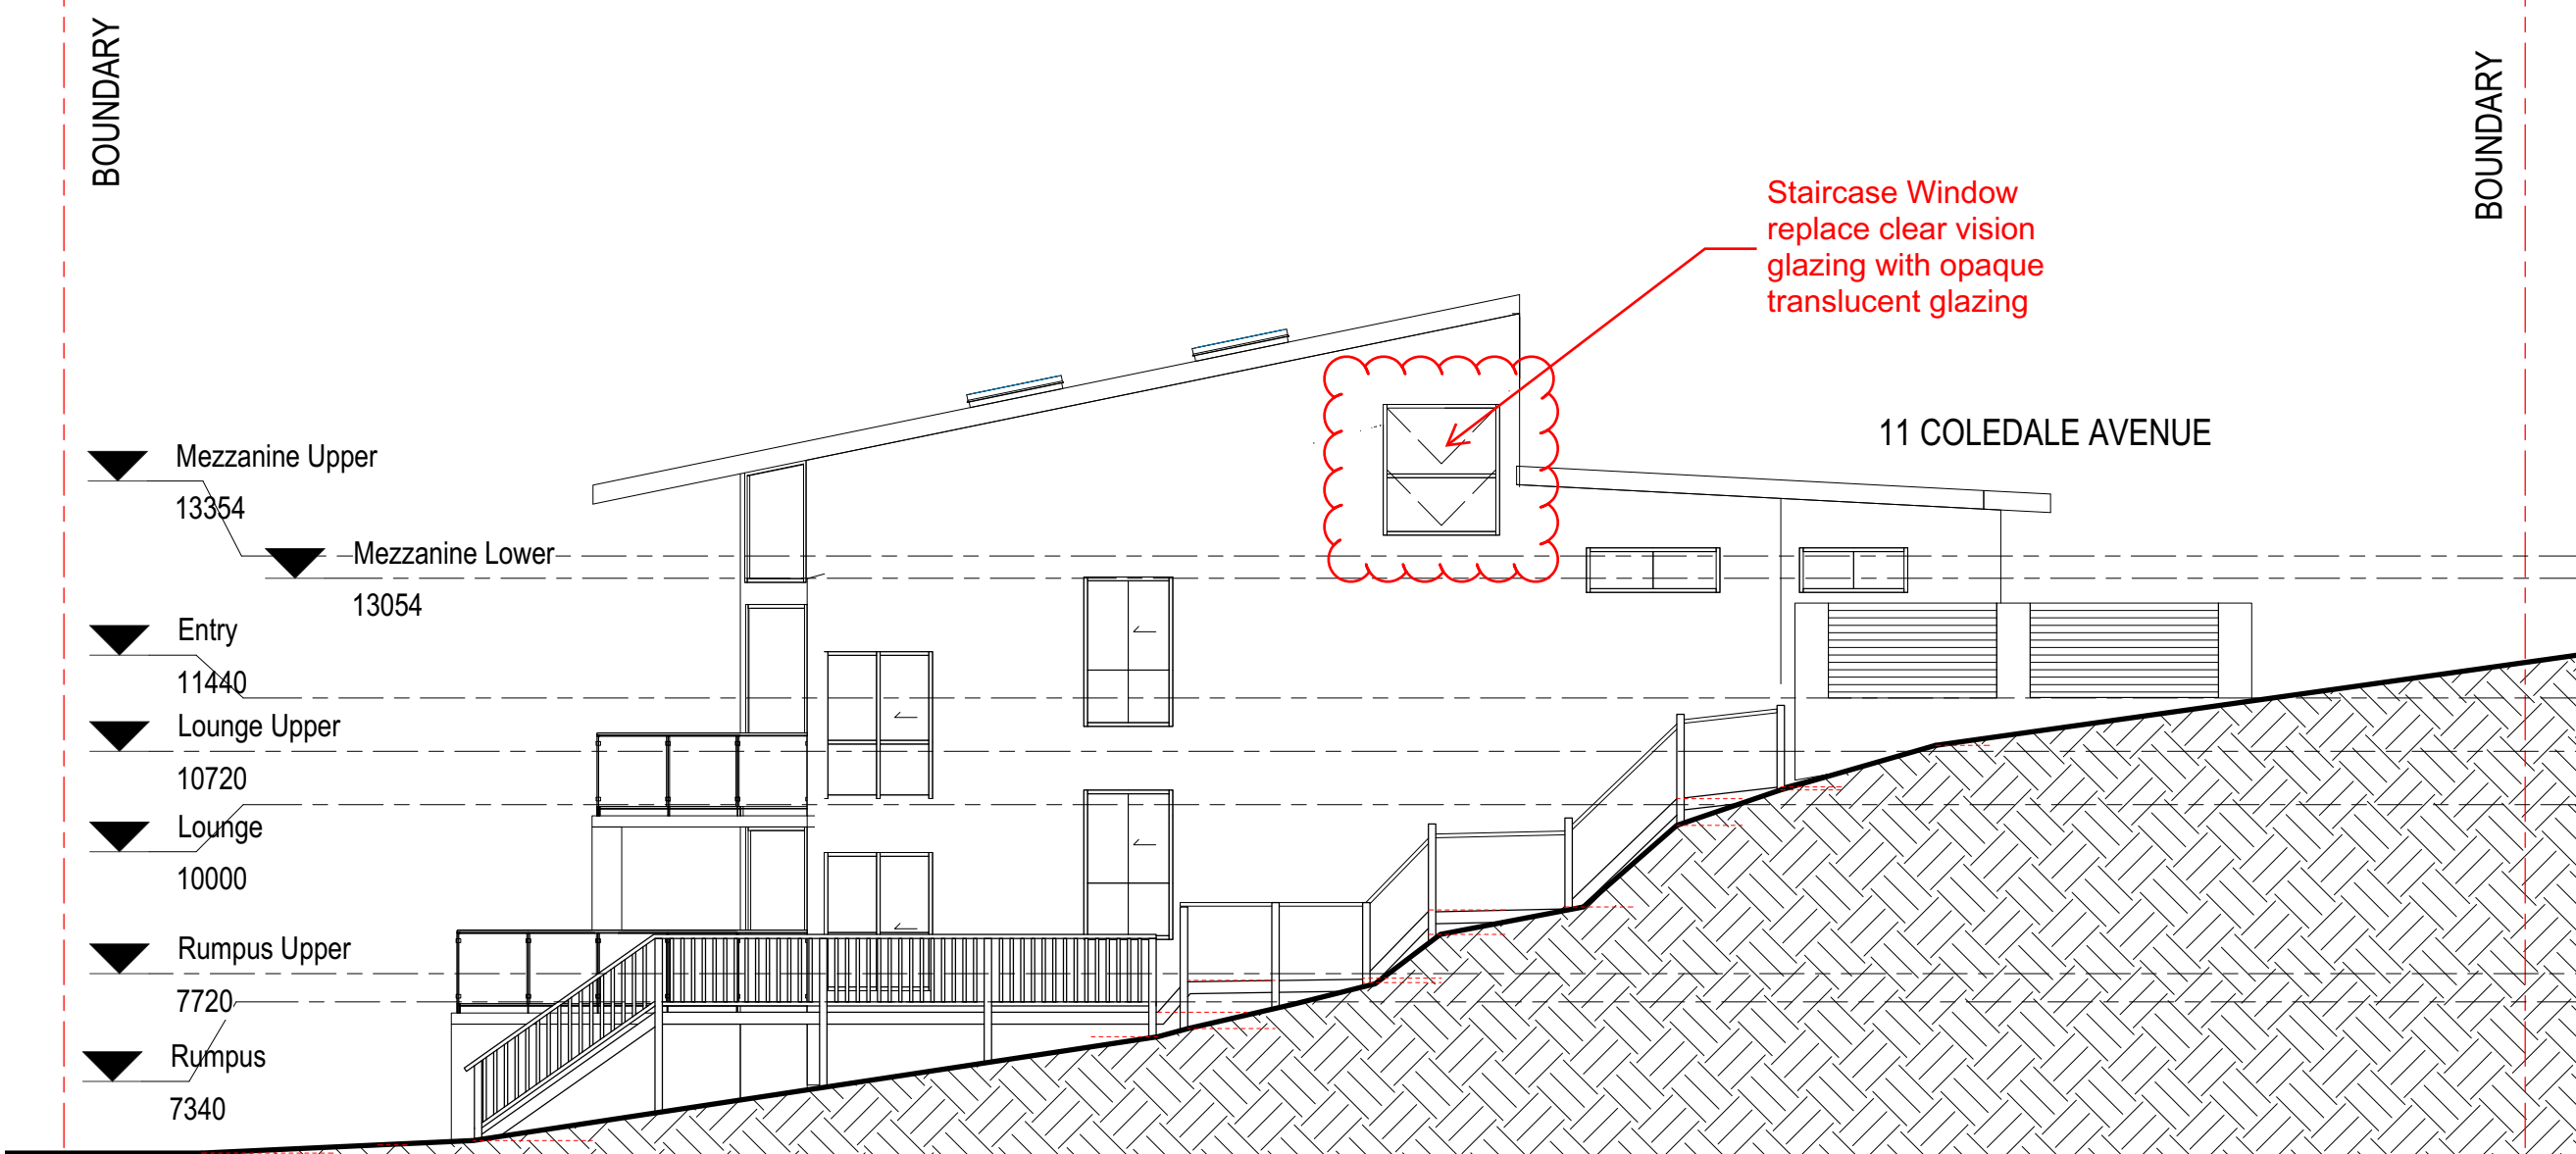 BOUNDARY
BOUNDARY
Staircase Window
replace clear vision
glazing with opaque
translucent glazing
11 COLEDALE AVENUE
Mezzanine Upper
13354
Mezzanine Lower
13054
Entry
11440
Lounge Upper
10720
Lounge
10000
Rumpus Upper
7720
Rumpus
7340